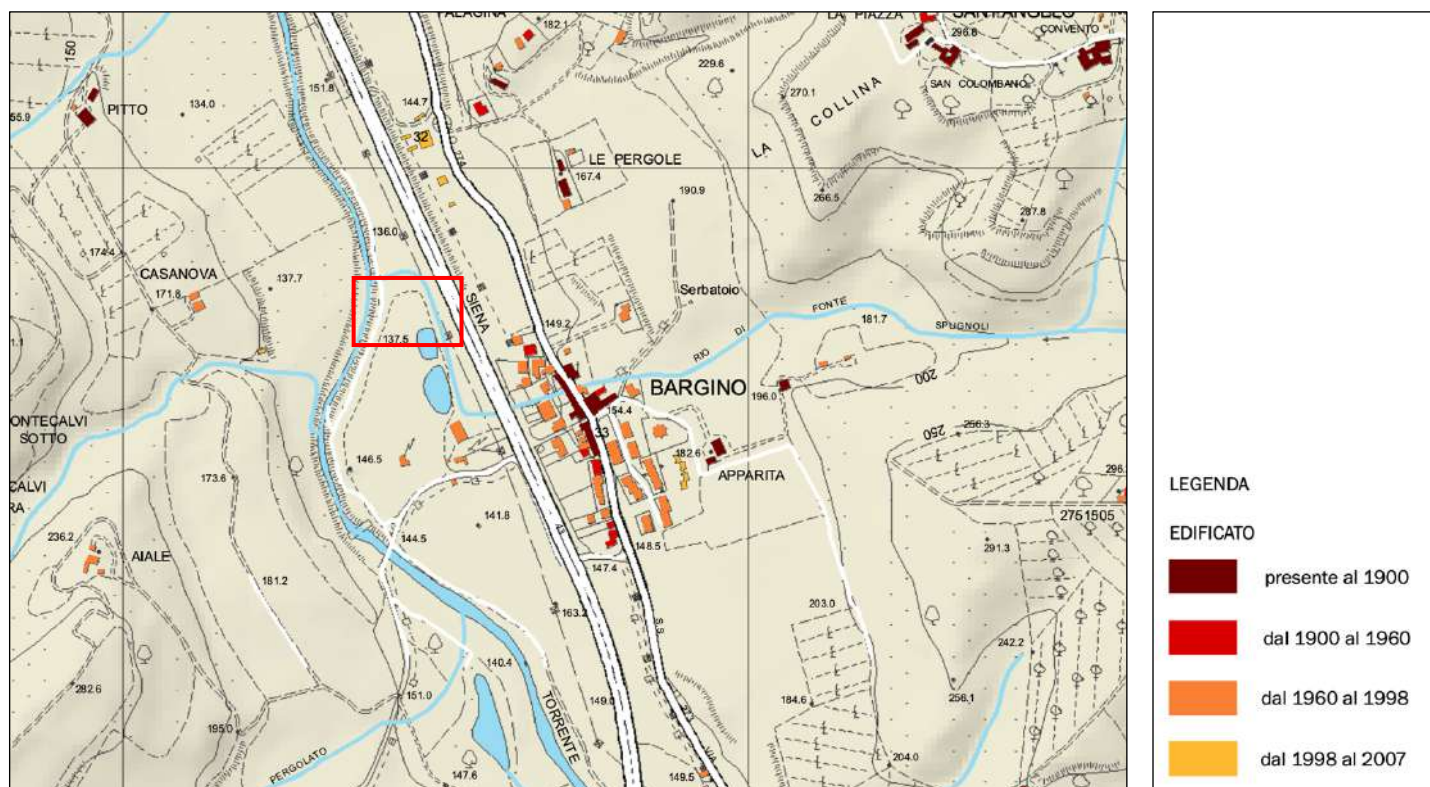 PALAGINA
182.1
LA PIAZZA
SANT'ANGELO
296.8
CONVENTO
150
151.8
144.7
229.6
SAN COLOMBANO
270.1
COLLINA
LA
55.9
PITTO
134.0
32
LE PERGOLE
167.4
190.9
266.5
287.8
174.4
136.0
CASANOVA
137.7
171.8
SIENA
Serbatoio
149.2
RIO DI FONTE SPUGNOLI
181.7
137.5
BARGINO
196.0
200
54.4
33
ONTECALVI
SOTTO
250
256.3
146.5
182.6
APPARITA
296.
CALVI
RA
173.6
2751505
141.8
236.2
AIALE
144.5
148.5
291.3
147.4
181.2
163.2
203.0
242.2
140.4
282.6
151.0
149.0
184.6
256.1
195.0
TORRENTE
PERGOLATO
VIA
147.6
149.5
204.0
LEGENDA
EDIFICATO
presente al 1900
dal 1900 al 1960
dal 1960 al 1998
dal 1998 al 2007